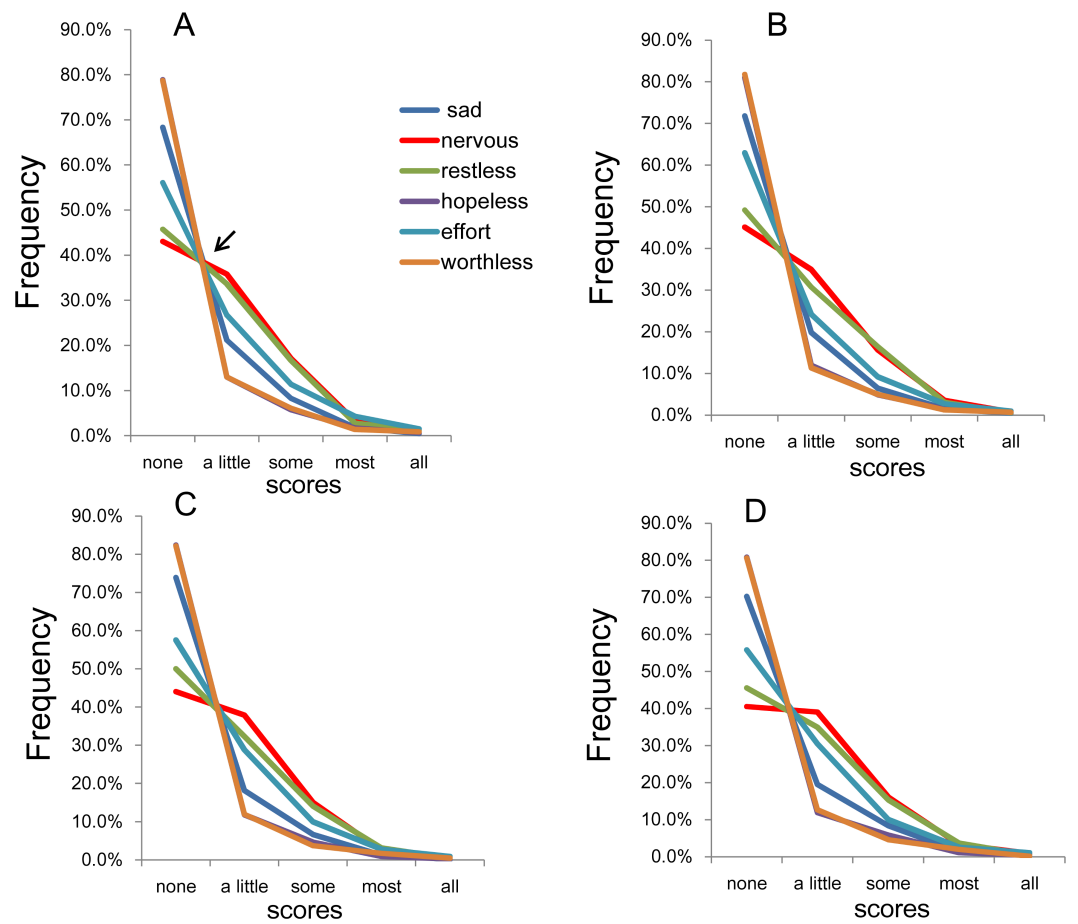 A
90.0%
80.0%
70.0%
60.0%
50.0%
40.0%
30.0%
20.0%
10.0%
0.0%
Frequency
none a little some most all
scores
sad
nervous
restless
hopeless
effort
worthless
B
90.0%
80.0%
70.0%
60.0%
50.0%
40.0%
30.0%
20.0%
10.0%
0.0%
Frequency
none a little some most all
scores
C
90.0%
80.0%
70.0%
60.0%
50.0%
40.0%
30.0%
20.0%
10.0%
0.0%
Frequency
none a little some most all
scores
D
90.0%
80.0%
70.0%
60.0%
50.0%
40.0%
30.0%
20.0%
10.0%
0.0%
Frequency
none a little some most all
scores